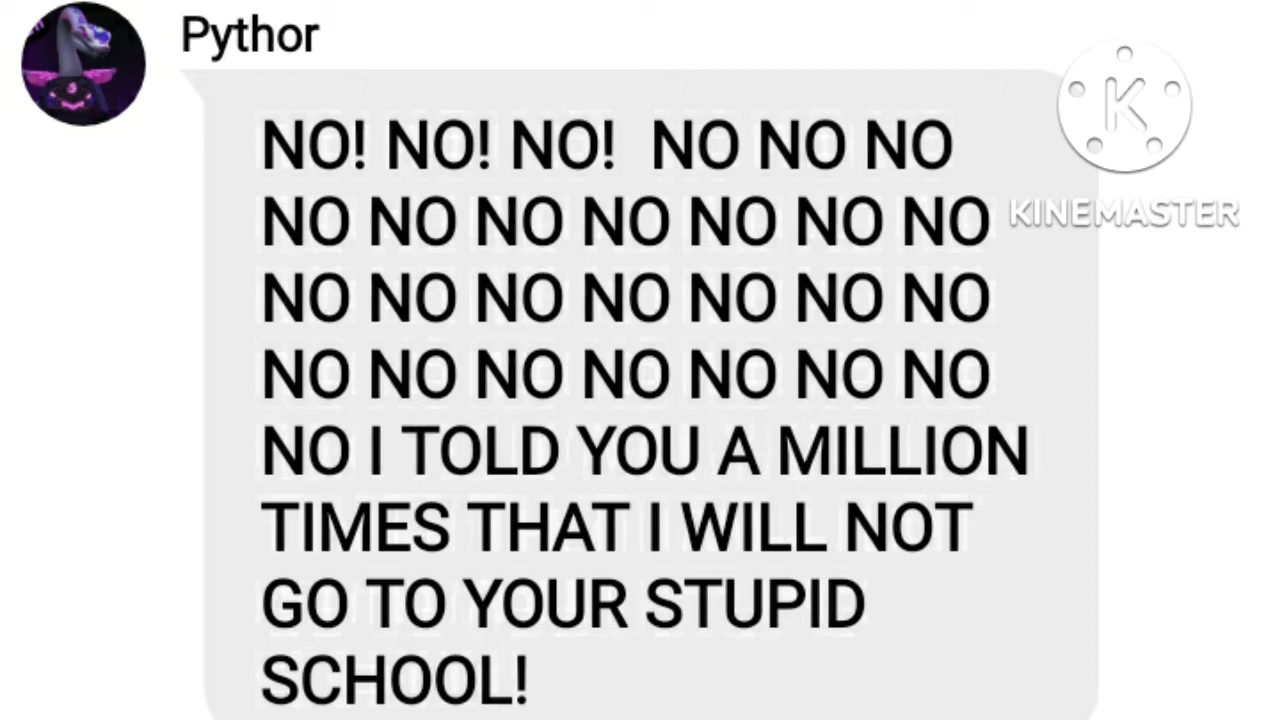 Pythor
NO! NO! NO!  NO NO NO
NO NO NO NO NO NO NO
NO NO NO NO NO NO NO
NO NO NO NO NO NO NO
NO I TOLD YOU A MILLION
TIMES THAT I WILL NOT
GO TO YOUR STUPID
SCHOOL!
K
KINEMASTER